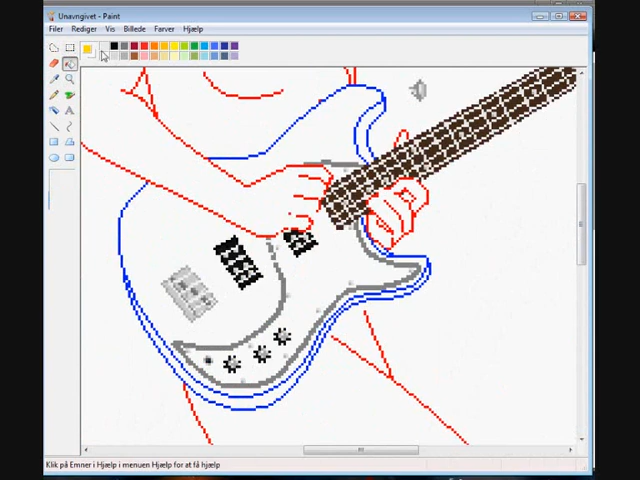 Unavngivet - Paint
Filer Rediger Vis Billede Farver Hjælp
Klik på Emner i Hjælp i menuen Hjælp for at få hjælp